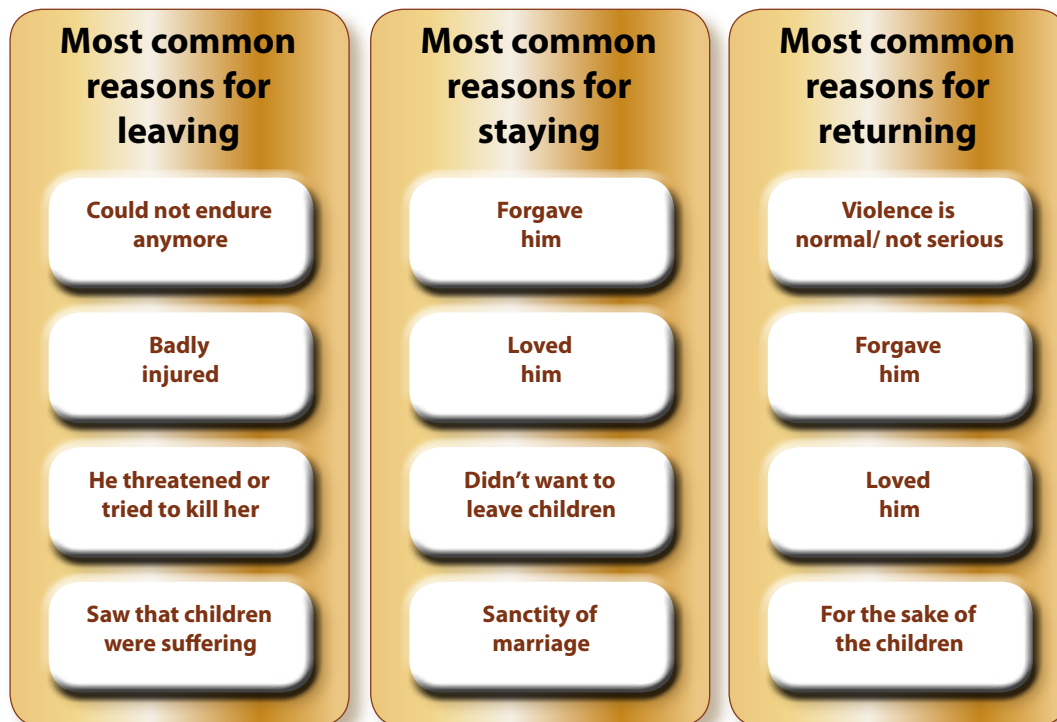 Most common
reasons for
leaving
Could not endure
anymore
Badly
injured
He threatened or
tried to kill her
Saw that children
were suffering
Most common
reasons for
staying
Forgave
him
Loved
him
Didn’t want to
leave children
Sanctity of
marriage
Most common
reasons for
returning
Violence is
normal/ not serious
Forgave
him
Loved
him
For the sake of
the children